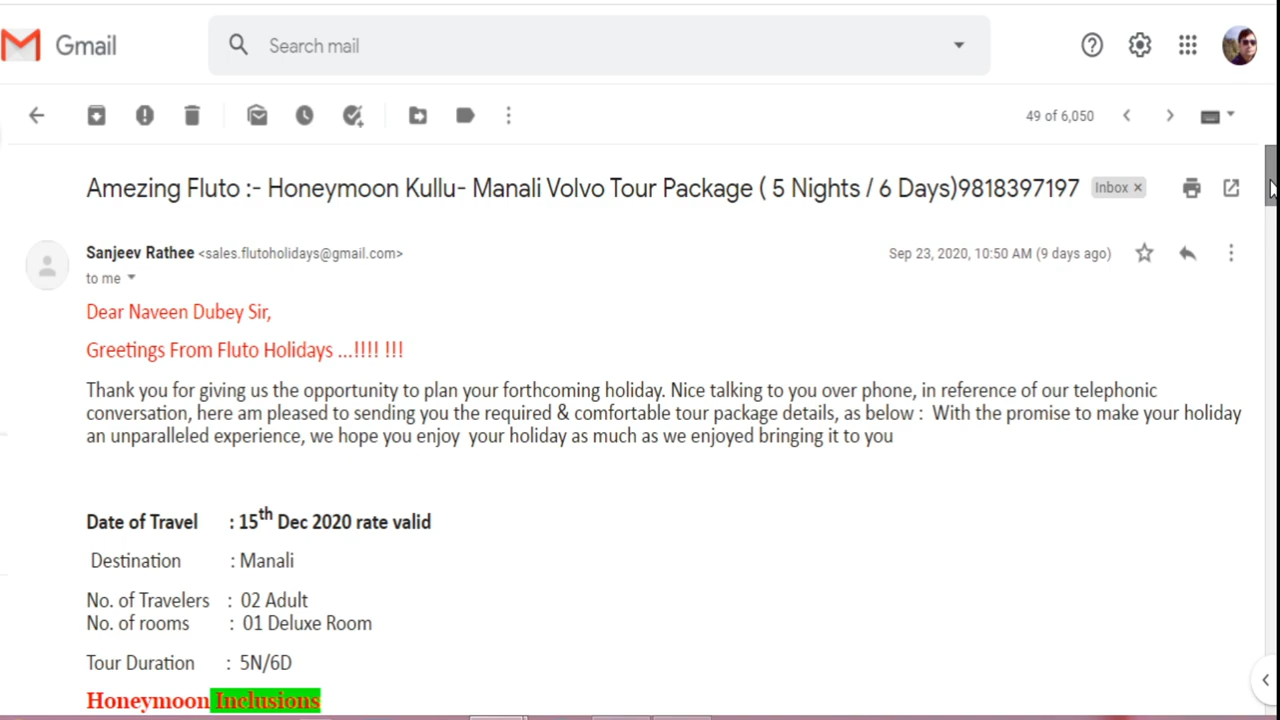 Gmail
Search mail
49 of 6,050
Amezing Fluto :- Honeymoon Kullu- Manali Volvo Tour Package ( 5 Nights / 6 Days)9818397197 Inbox ×
Sanjeev Rathee <sales.flutoholidays@gmail.com> Sep 23, 2020, 10:50 AM (9 days ago)
to me
Dear Naveen Dubey Sir,
Greetings From Fluto Holidays ...!!!! !!!
Thank you for giving us the opportunity to plan your forthcoming holiday. Nice talking to you over phone, in reference of our telephonic
conversation, here am pleased to sending you the required & comfortable tour package details, as below :  With the promise to make your holiday
an unparalleled experience, we hope you enjoy  your holiday as much as we enjoyed bringing it to you
Date of Travel : 15th Dec 2020 rate valid
Destination : Manali
No. of Travelers : 02 Adult
No. of rooms : 01 Deluxe Room
Tour Duration : 5N/6D
Honeymoon Inclusions